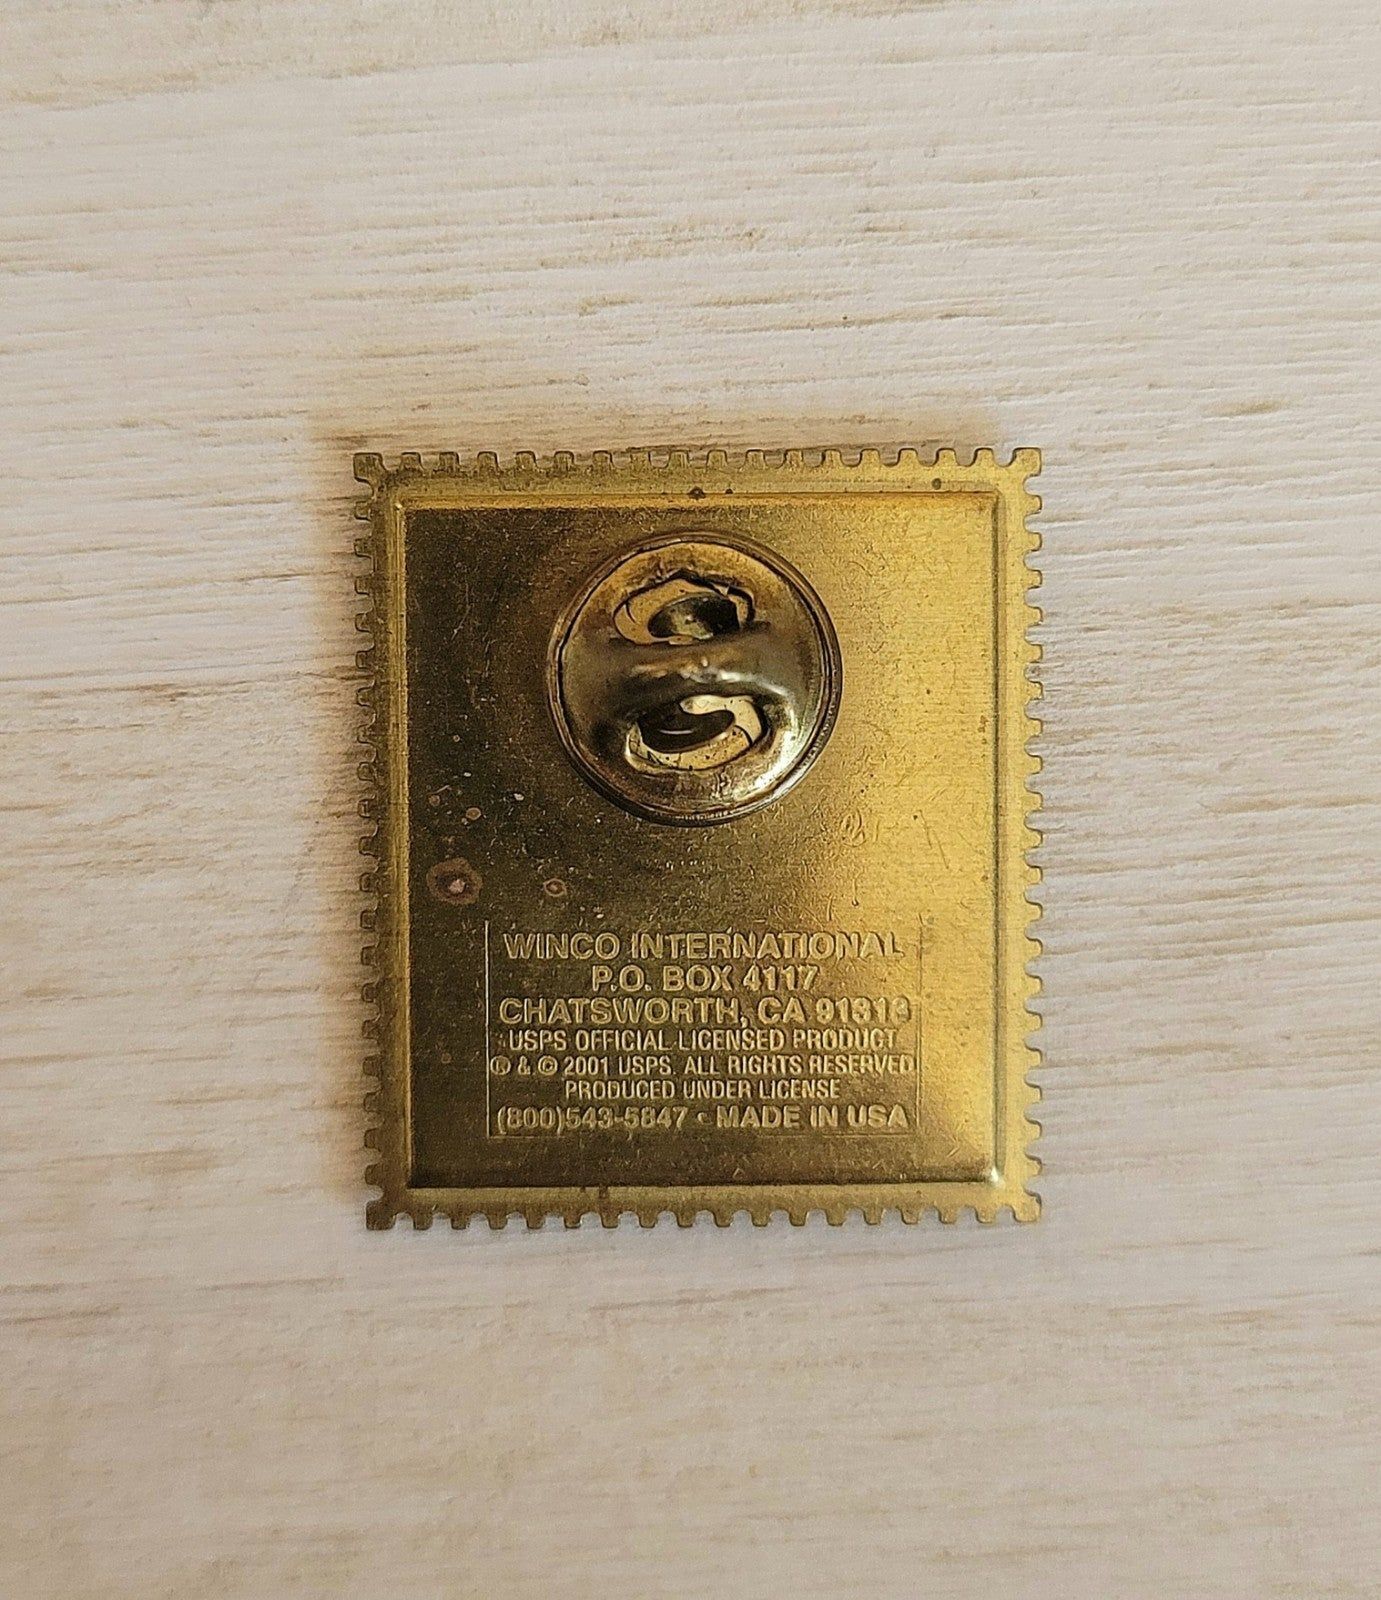 WINCO INTERNATIONAL
P.O. BOX 4117
CHATSWORTH, CA 91313
USPS OFFICIAL LICENSED PRODUCT
® & © 2001 USPS. ALL RIGHTS RESERVED
PRODUCED UNDER LICENSE
(800)543-5847 • MADE IN USA